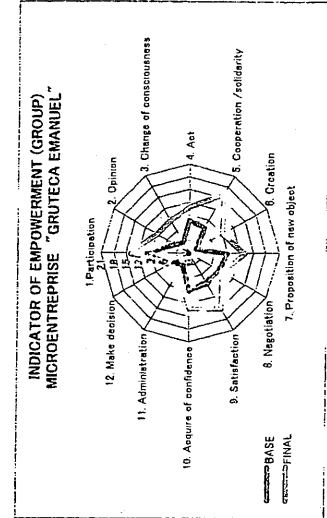 INDICATOR OF EMPOWERMENT (GROUP)
MICROENTREPRISE "GRUTECA EMANUEL"
1.Participation
2. Opinion
3. Change of consciousness
4. Act
5. Cooperation /solidarity
6. Creation
7. Proposition of new object
8. Negotiation
9. Satisfaction
10. Acquire of confidence
11. Administration
12. Make decision
21
18
BASE
FINAL